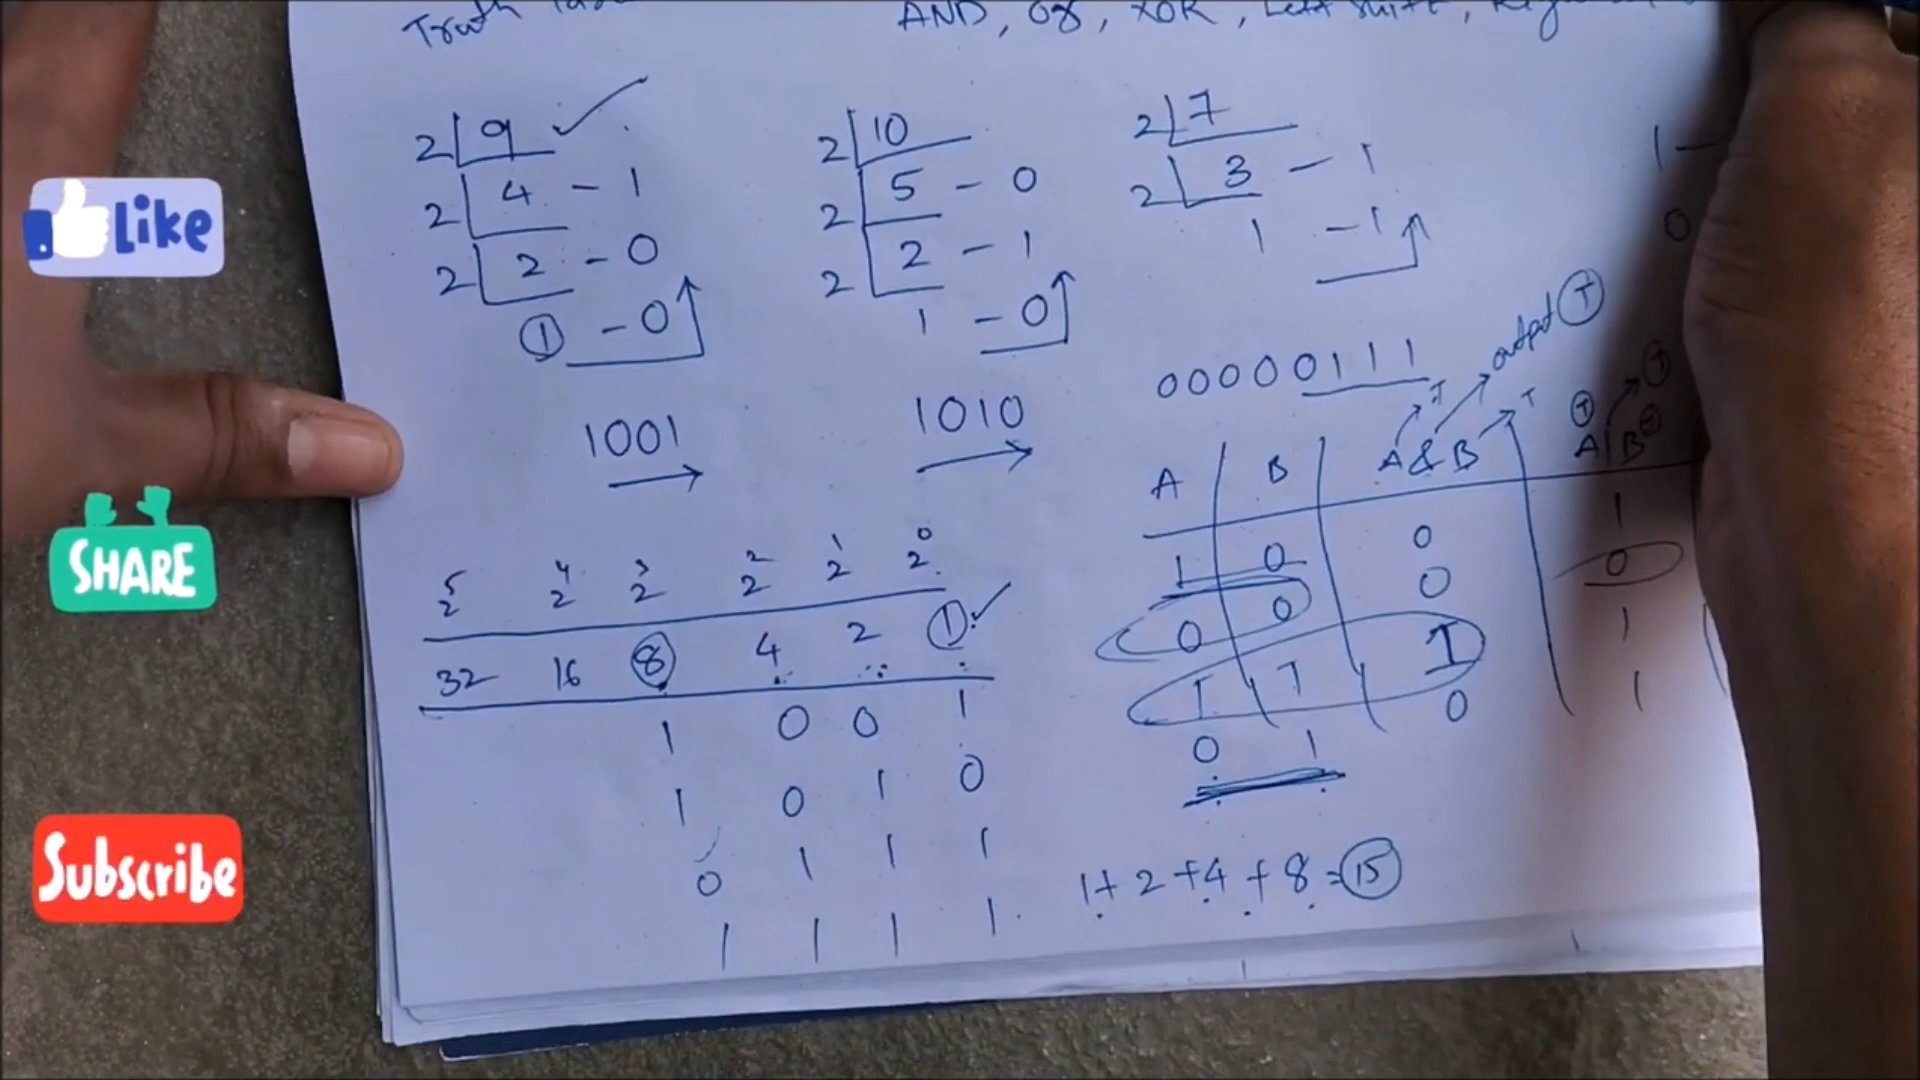 Truth
AND, OR, XOR, Left Shift,
2 9
2 4 - 1
2 2 - 0
1 - 0
1001
2 10
2 5 - 0
2 2 - 1
1 - 0
1010
2 7
2 3 - 1
1 - 1
00000111
output T
A B A & B A | B
1 0 0 1
0 0 0 0
1 1 1 1
0 1 0 1
2^5 2^4 2^3 2^2 2^1 2^0
32 16 8 4 2 1
1 0 0 1
1 0 1 0
0 1 1 1
1 1 1 1
1+2+4+8=15
Like
SHARE
Subscribe